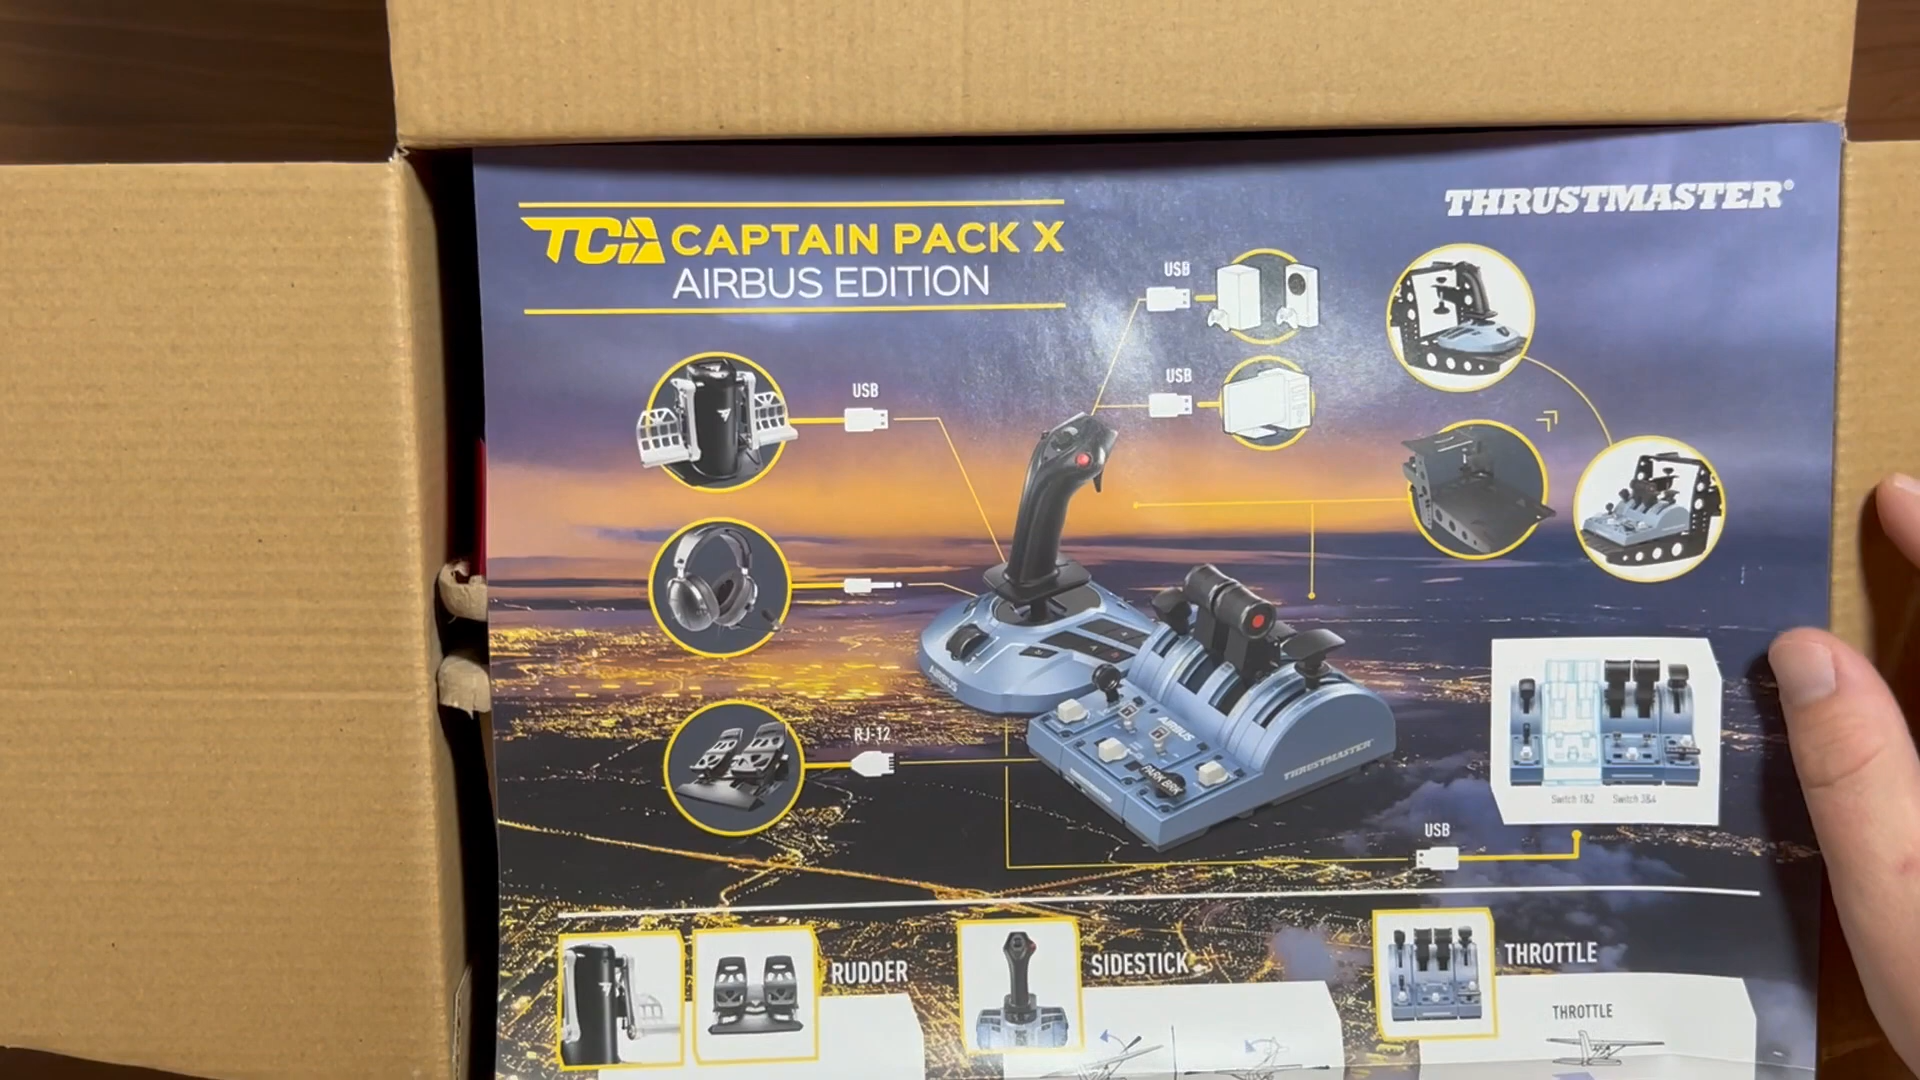 TCA CAPTAIN PACK X
AIRBUS EDITION
THRUSTMASTER®
USB
USB
USB
RJ-12
AIRBUS
AIRBUS
PARK BRK
THRUSTMASTER
Switch 1&2 Switch 3&4
USB
RUDDER
SIDESTICK
THROTTLE
THROTTLE